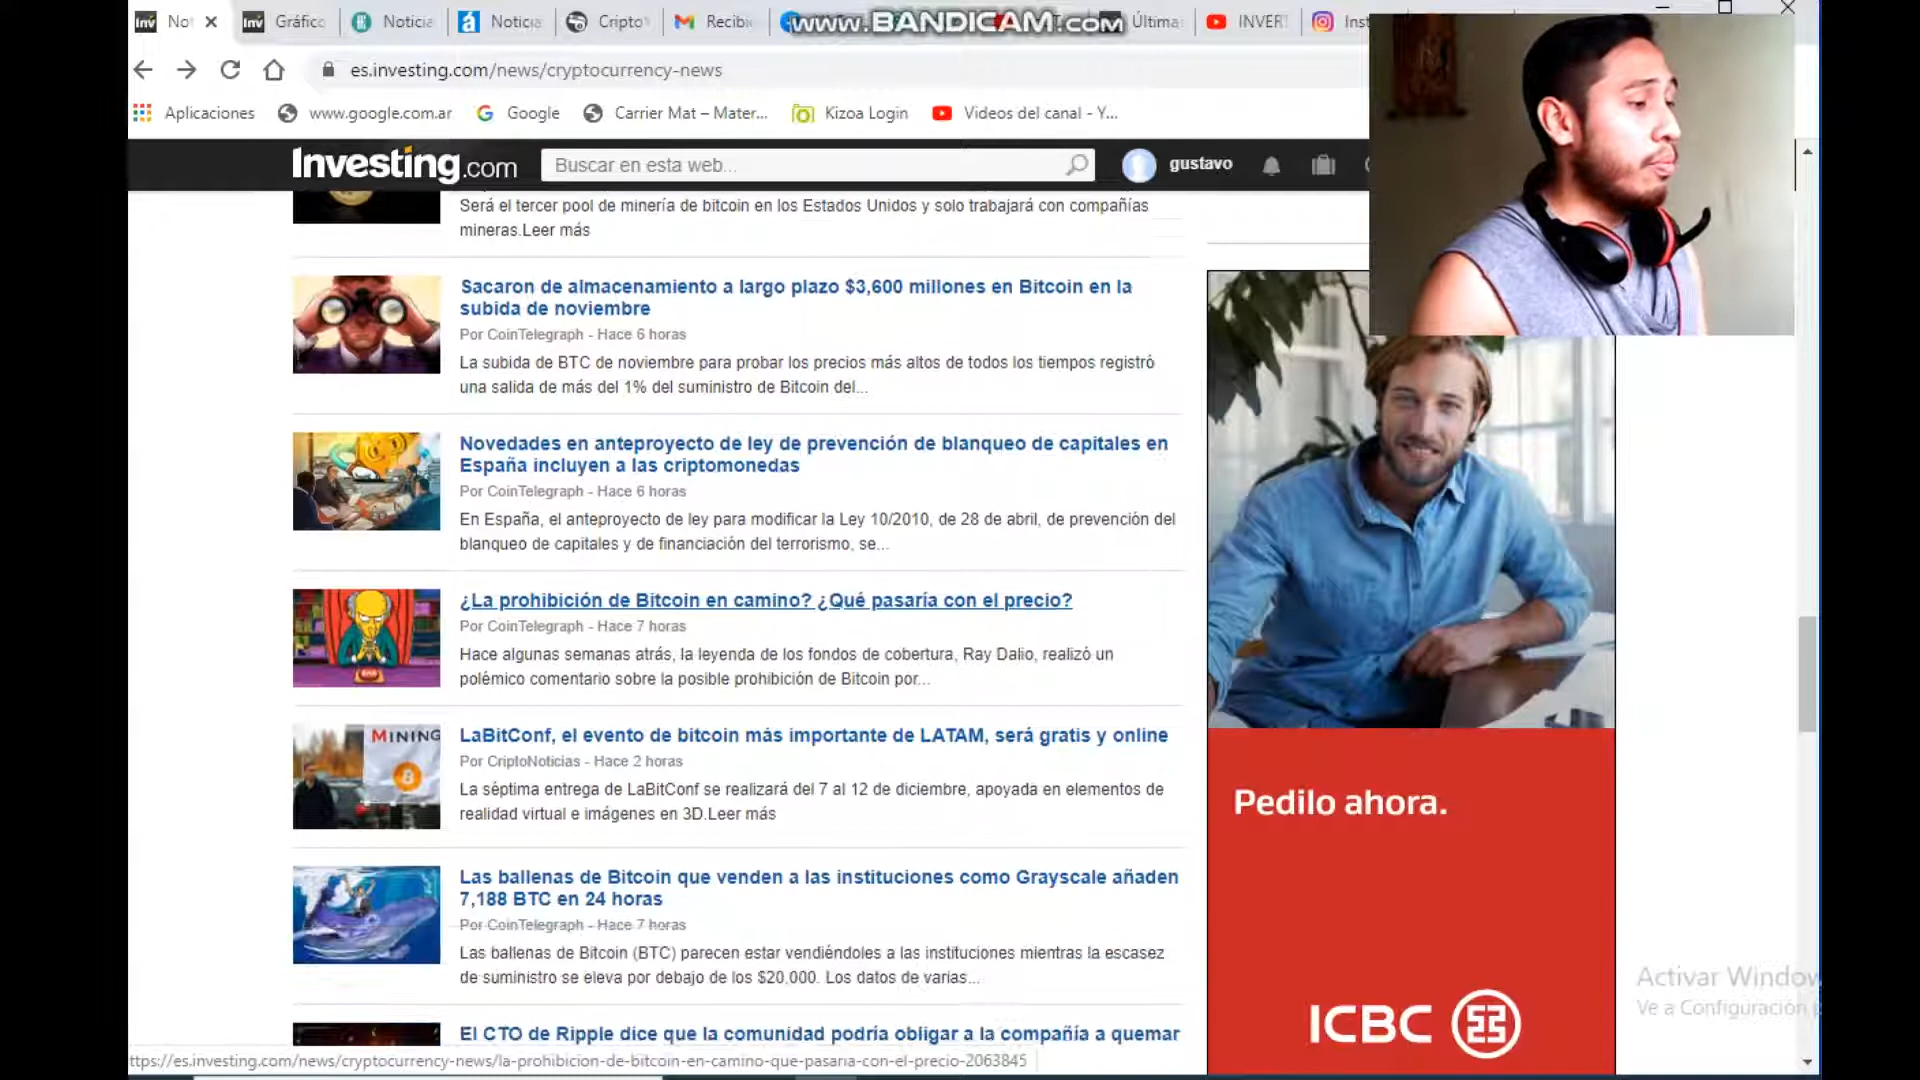 Not
Gráfico
Noticia
Noticia
Cripto
Recibi
www.BANDICAM.com
Última
INVERT
Inst
es.investing.com/news/cryptocurrency-news
Aplicaciones
www.google.com.ar
Google
Carrier Mat – Mater...
Kizoa Login
Videos del canal - Y...
Investing.com
Buscar en esta web...
gustavo
Será el tercer pool de minería de bitcoin en los Estados Unidos y solo trabajará con compañías
mineras.Leer más
Sacaron de almacenamiento a largo plazo $3,600 millones en Bitcoin en la
subida de noviembre
Por CoinTelegraph - Hace 6 horas
La subida de BTC de noviembre para probar los precios más altos de todos los tiempos registró
una salida de más del 1% del suministro de Bitcoin del...
Novedades en anteproyecto de ley de prevención de blanqueo de capitales en
España incluyen a las criptomonedas
Por CoinTelegraph - Hace 6 horas
En España, el anteproyecto de ley para modificar la Ley 10/2010, de 28 de abril, de prevención del
blanqueo de capitales y de financiación del terrorismo, se...
¿La prohibición de Bitcoin en camino? ¿Qué pasaría con el precio?
Por CoinTelegraph - Hace 7 horas
Hace algunas semanas atrás, la leyenda de los fondos de cobertura, Ray Dalio, realizó un
polémico comentario sobre la posible prohibición de Bitcoin por...
MINING
LaBitConf, el evento de bitcoin más importante de LATAM, será gratis y online
Por CriptoNoticias - Hace 2 horas
La séptima entrega de LaBitConf se realizará del 7 al 12 de diciembre, apoyada en elementos de
realidad virtual e imágenes en 3D.Leer más
Las ballenas de Bitcoin que venden a las instituciones como Grayscale añaden
7,188 BTC en 24 horas
Por CoinTelegraph - Hace 7 horas
Las ballenas de Bitcoin (BTC) parecen estar vendiéndoles a las instituciones mientras la escasez
de suministro se eleva por debajo de los $20,000. Los datos de varias...
El CTO de Ripple dice que la comunidad podría obligar a la compañía a quemar
Pedilo ahora.
ICBC
Activar Window
Ve a Configuración p
ttps://es.investing.com/news/cryptocurrency-news/la-prohibicion-de-bitcoin-en-camino-que-pasaria-con-el-precio-2063845